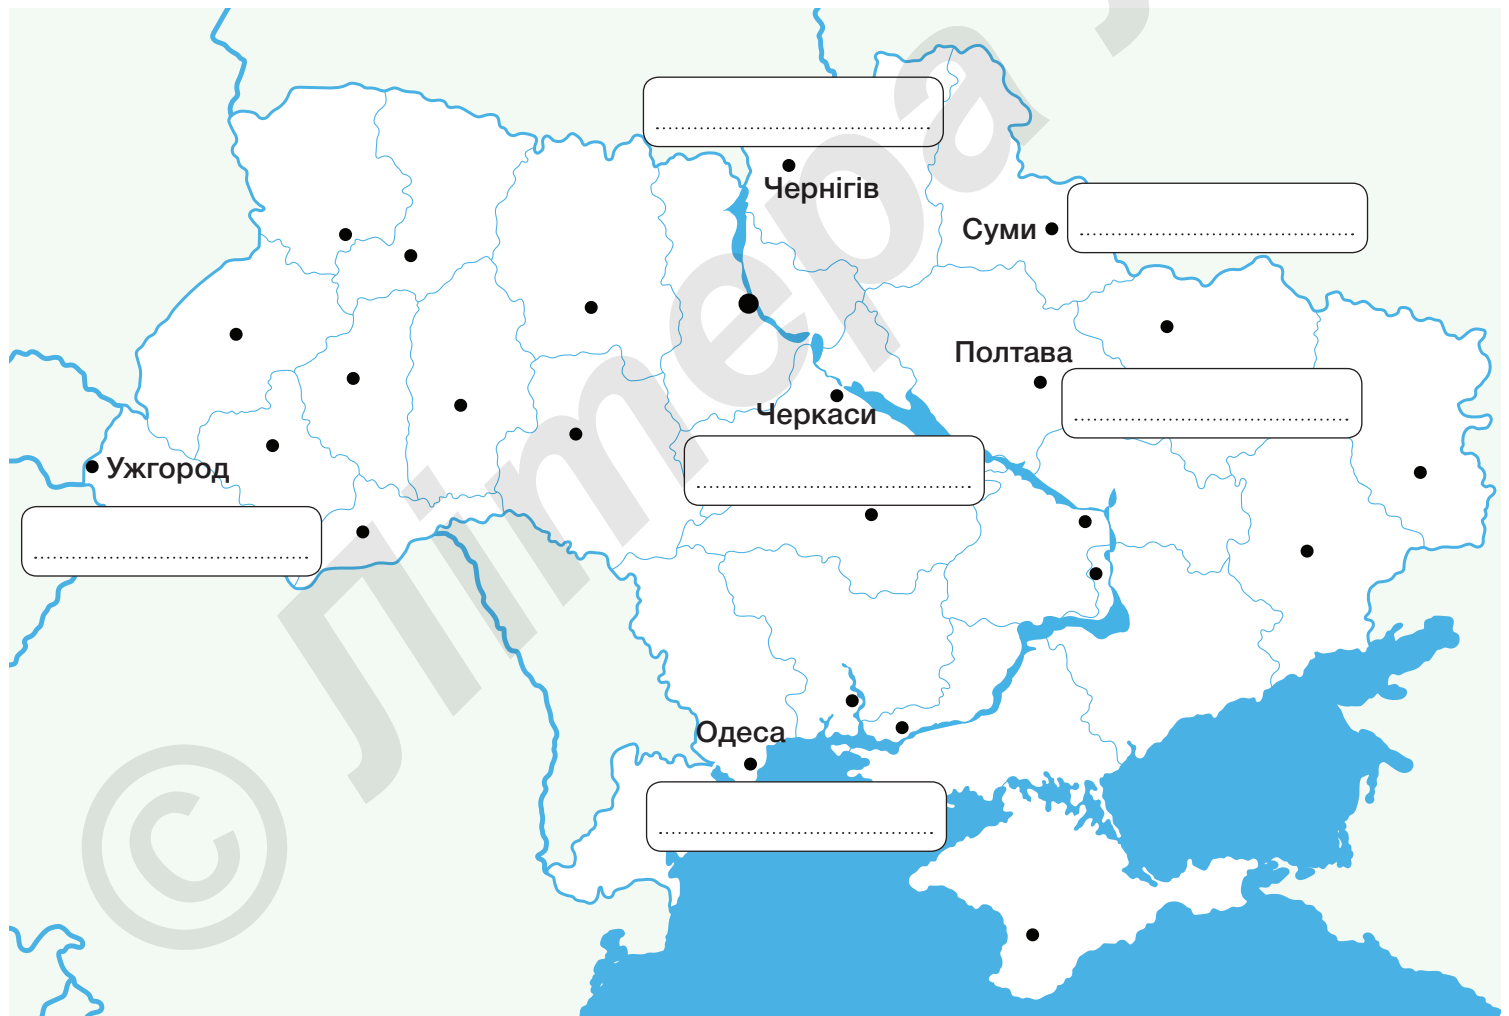 Чернігів
Суми
Полтава
Черкаси
Ужгород
Одеса
© Літера Л